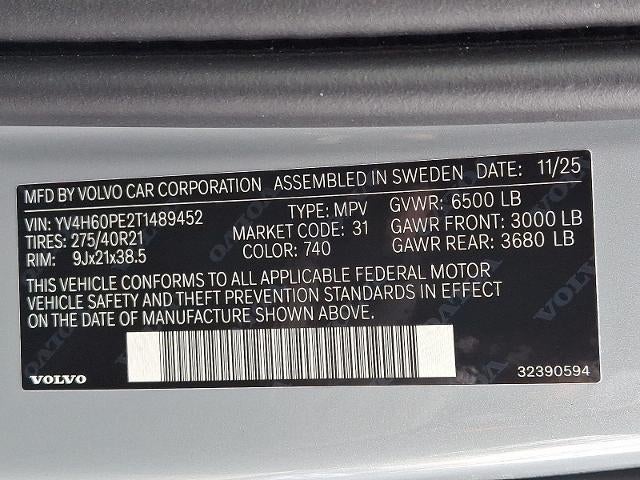 MFD BY VOLVO CAR CORPORATION ASSEMBLED IN SWEDEN DATE: 11/25
VIN: YV4H60PE2T1489452 TYPE: MPV GVWR: 6500 LB
TIRES: 275/40R21 MARKET CODE: 31 GAWR FRONT: 3000 LB
RIM: 9Jx21x38.5 COLOR: 740 GAWR REAR: 3680 LB
THIS VEHICLE CONFORMS TO ALL APPLICABLE FEDERAL MOTOR
VEHICLE SAFETY AND THEFT PREVENTION STANDARDS IN EFFECT
ON THE DATE OF MANUFACTURE SHOWN ABOVE.
VOLVO 32390594